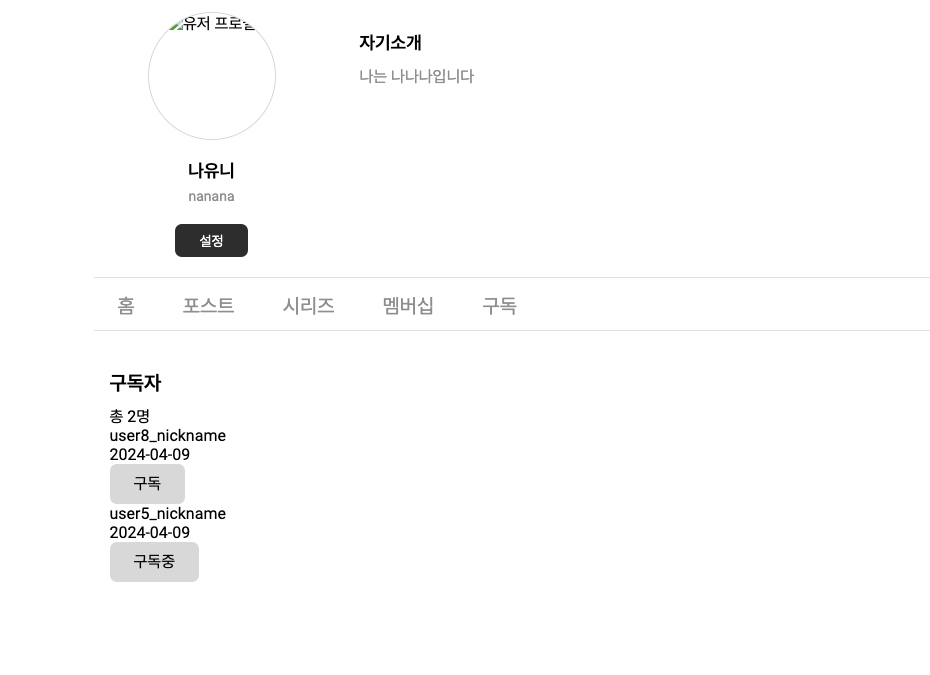 유저 프로필
자기소개
나는 나나나입니다
나유니
nanana
설정
홈 포스트 시리즈 멤버십 구독
구독자
총 2명
user8_nickname
2024-04-09
구독
user5_nickname
2024-04-09
구독중